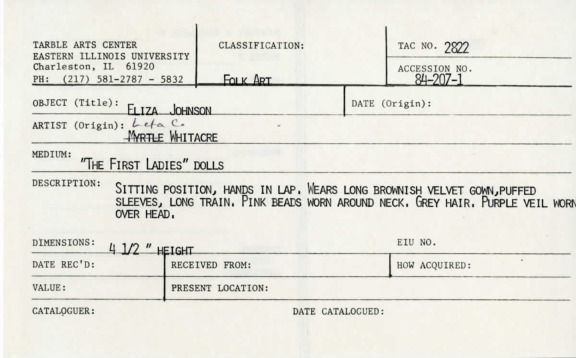 TARBLE ARTS CENTER
EASTERN ILLINOIS UNIVERSITY
Charleston, IL 61920
PH: (217) 581-2787 - 5832
CLASSIFICATION:
FOLK ART
TAC NO. 2822
ACCESSION NO.
84-207-1
OBJECT (Title): ELIZA JOHNSON
DATE (Origin):
ARTIST (Origin): Leta C.
MYRTLE WHITACRE
MEDIUM:
"THE FIRST LADIES" DOLLS
DESCRIPTION: SITTING POSITION, HANDS IN LAP. WEARS LONG BROWNISH VELVET GOWN,PUFFED
SLEEVES, LONG TRAIN. PINK BEADS WORN AROUND NECK. GREY HAIR. PURPLE VEIL WORN
OVER HEAD.
DIMENSIONS: 4 1/2 " HEIGHT
EIU NO.
DATE REC'D:
RECEIVED FROM:
HOW ACQUIRED:
VALUE:
PRESENT LOCATION:
CATALOGUER:
DATE CATALOGUED: